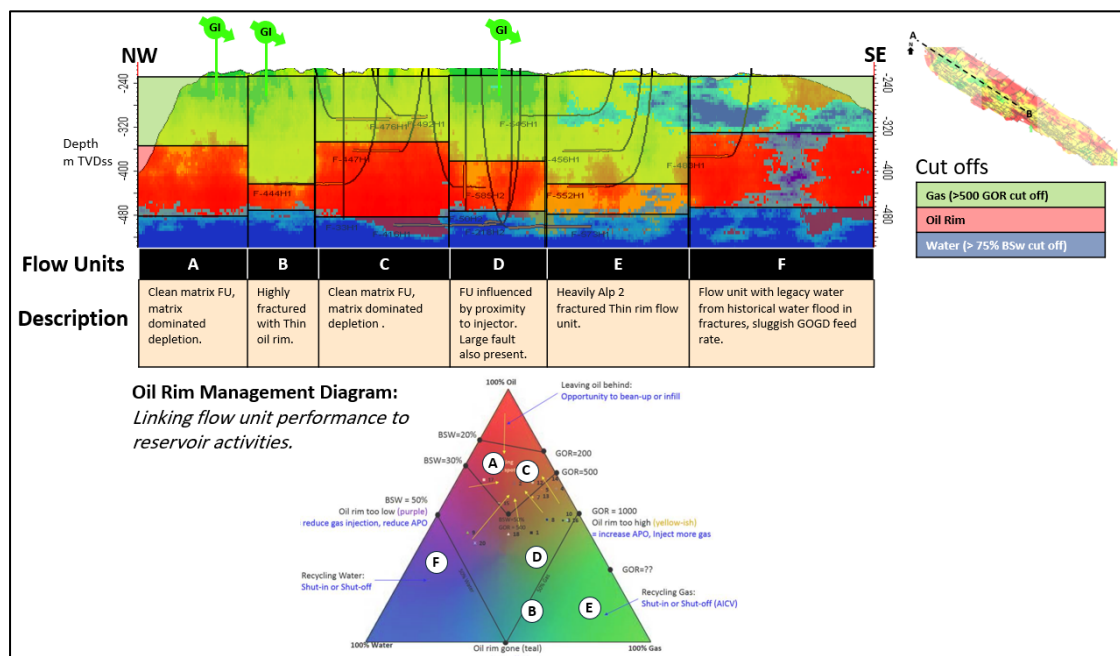 GI
GI
GI
NW
SE
A
N
B
-240
-320
-400
-480
-240
-320
-400
-480
Depth
m TVDss
F-476H1
F-492H1
F-545H1
F-447H1
F-456H1
F-444H1
F-585H2
F-552H1
Cut offs
Gas (>500 GOR cut off)
Oil Rim
Water (> 75% BSw cut off)
Flow Units
A
B
C
D
E
F
Description
Clean matrix FU,
matrix
dominated
depletion.
Highly
fractured
with Thin
oil rim.
Clean matrix FU,
matrix dominated
depletion .
FU influenced
by proximity
to injector.
Large fault
also present.
Heavily Alp 2
fractured Thin rim flow
unit.
Flow unit with legacy water
from historical water flood in
fractures, sluggish GOGD feed
rate.
Oil Rim Management Diagram:
Linking flow unit performance to
reservoir activities.
100% Oil
Leaving oil behind:
Opportunity to bean-up or infill
BSW=20%
GOR=200
BSW=30%
GOR=500
A
C
BSW = 50%
Oil rim too low (purple)
reduce gas injection, reduce APO
GOR = 1000
Oil rim too high (yellow-ish)
= increase APO, Inject more
gas
D
F
GOR=??
Recycling Water:
Shut-in or Shut-off
Recycling Gas:
Shut-in or Shut-off (AICV)
B
E
100% Water
Oil rim gone (teal)
100% Gas